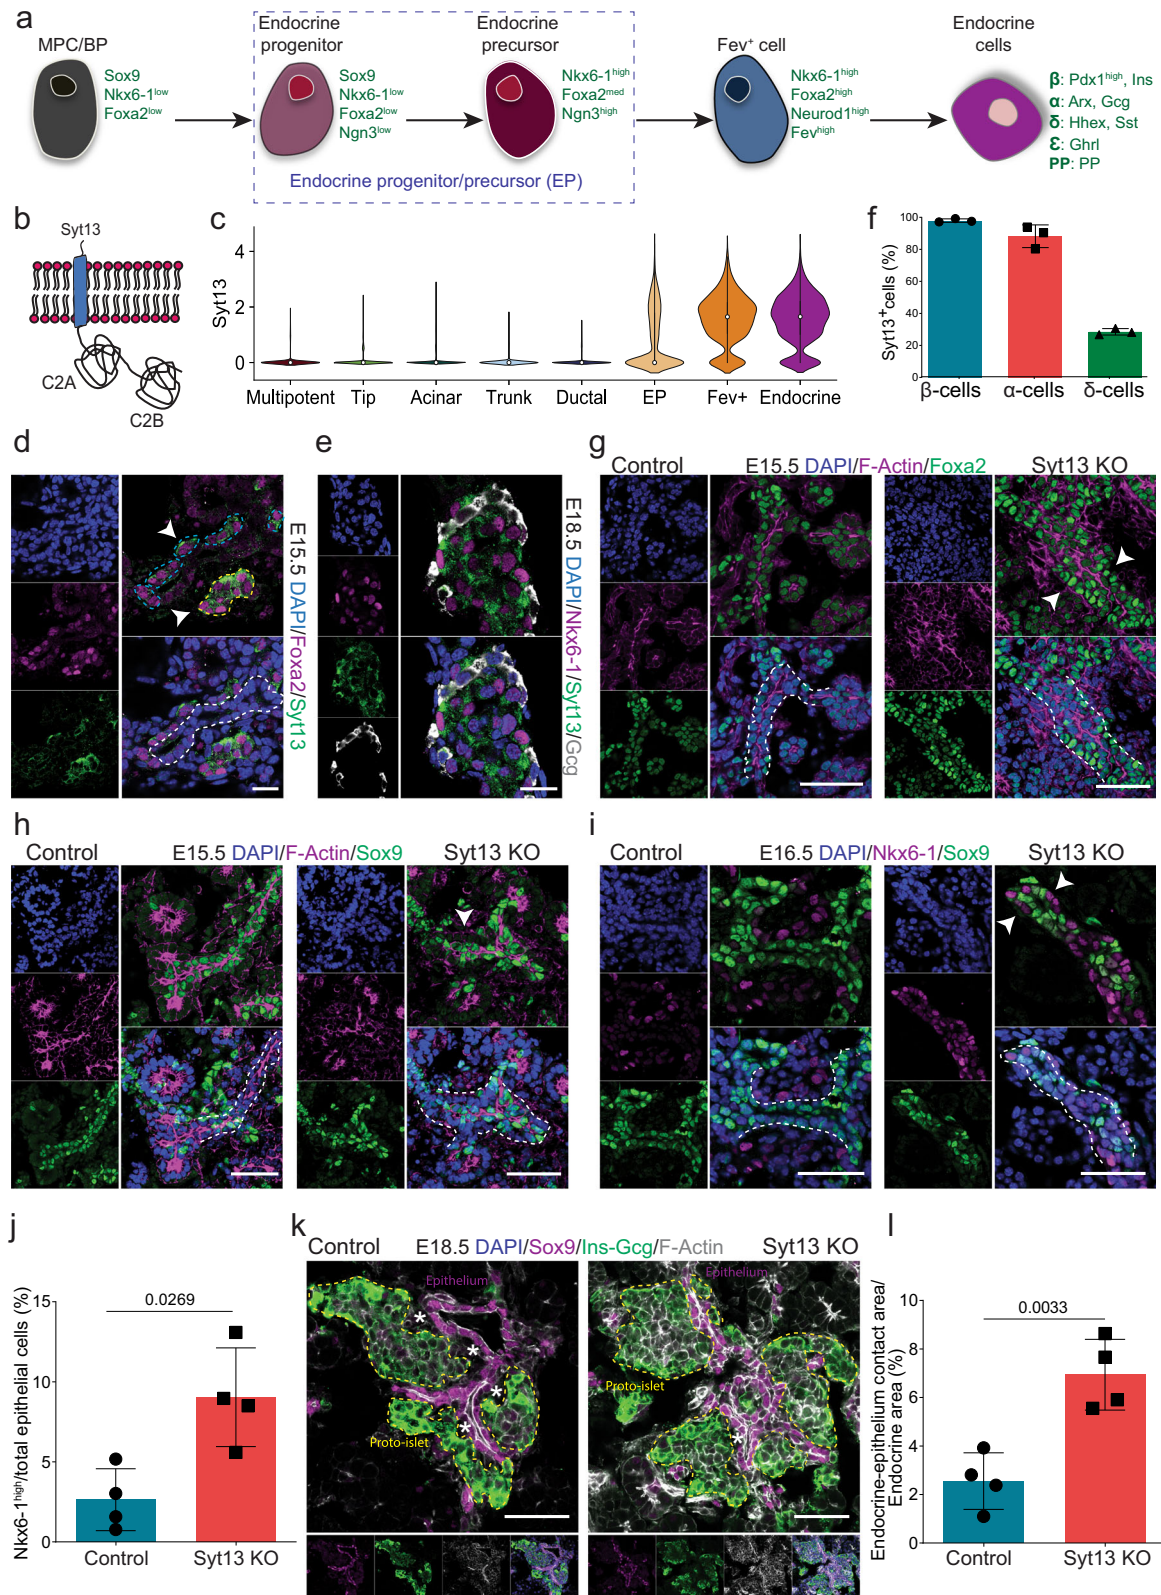 a
MPC/BP
Sox9
Nkx6-1low
Foxa2low
Endocrine
progenitor
Sox9
Nkx6-1low
Foxa2low
Ngn3low
Endocrine
precursor
Nkx6-1high
Foxa2med
Ngn3high
Endocrine progenitor/precursor (EP)
Fev+ cell
Nkx6-1high
Foxa2high
Neurod1high
Fevhigh
Endocrine
cells
β: Pdx1high, Ins
α: Arx, Gcg
δ: Hhex, Sst
Ɛ: Ghrl
PP: PP
b
Syt13
C2A
C2B
c
Syt13
4
2
0
Multipotent
Tip
Acinar
Trunk
Ductal
EP
Fev+
Endocrine
f
Syt13+cells (%)
100
80
60
40
20
0
β-cells
α-cells
δ-cells
d
E15.5 DAPI/Foxa2/Syt13
e
E18.5 DAPI/Nkx6-1/Syt13/Gcg
g
Control
E15.5 DAPI/F-Actin/Foxa2
Syt13 KO
h
Control
E15.5 DAPI/F-Actin/Sox9
Syt13 KO
i
Control
E16.5 DAPI/Nkx6-1/Sox9
Syt13 KO
j
Nkx6-1high/total epithelial cells (%)
15
10
5
0
0.0269
Control
Syt13 KO
k
Control
E18.5 DAPI/Sox9/Ins-Gcg/F-Actin
Syt13 KO
Epithelium
*
*
*
*
Proto-islet
Epithelium
Proto-islet
*
l
Endocrine-epithelium contact area/
Endocrine area (%)
10
8
6
4
2
0
0.0033
Control
Syt13 KO